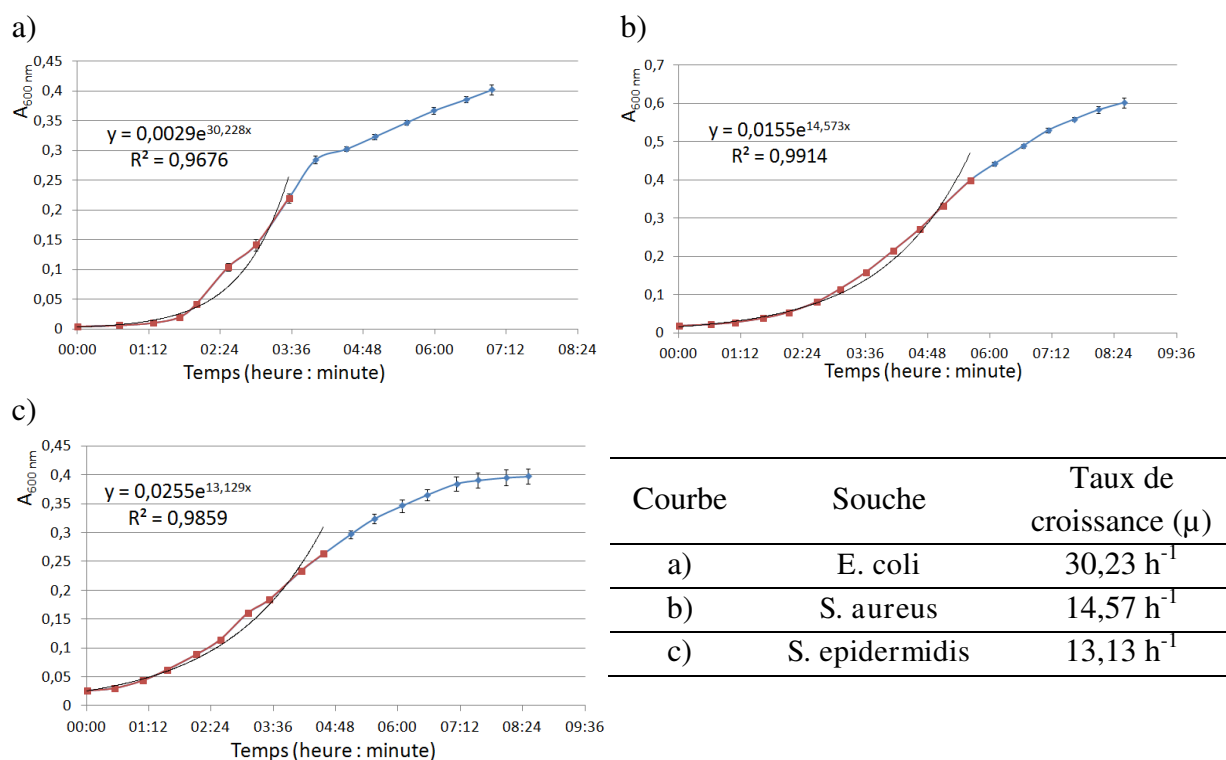 a)
A600 nm
0,45
0,4
0,35
0,3
0,25
0,2
0,15
0,1
0,05
0
y = 0,0029e^30,228x
R² = 0,9676
00:00 01:12 02:24 03:36 04:48 06:00 07:12 08:24
Temps (heure : minute)
b)
A600 nm
0,7
0,6
0,5
0,4
0,3
0,2
0,1
0
y = 0,0155e^14,573x
R² = 0,9914
00:00 01:12 02:24 03:36 04:48 06:00 07:12 08:24 09:36
Temps (heure : minute)
c)
A600 nm
0,45
0,4
0,35
0,3
0,25
0,2
0,15
0,1
0,05
0
y = 0,0255e^13,129x
R² = 0,9859
00:00 01:12 02:24 03:36 04:48 06:00 07:12 08:24 09:36
Temps (heure : minute)
Courbe Souche Taux de
croissance (µ)
a) E. coli 30,23 h^-1
b) S. aureus 14,57 h^-1
c) S. epidermidis 13,13 h^-1